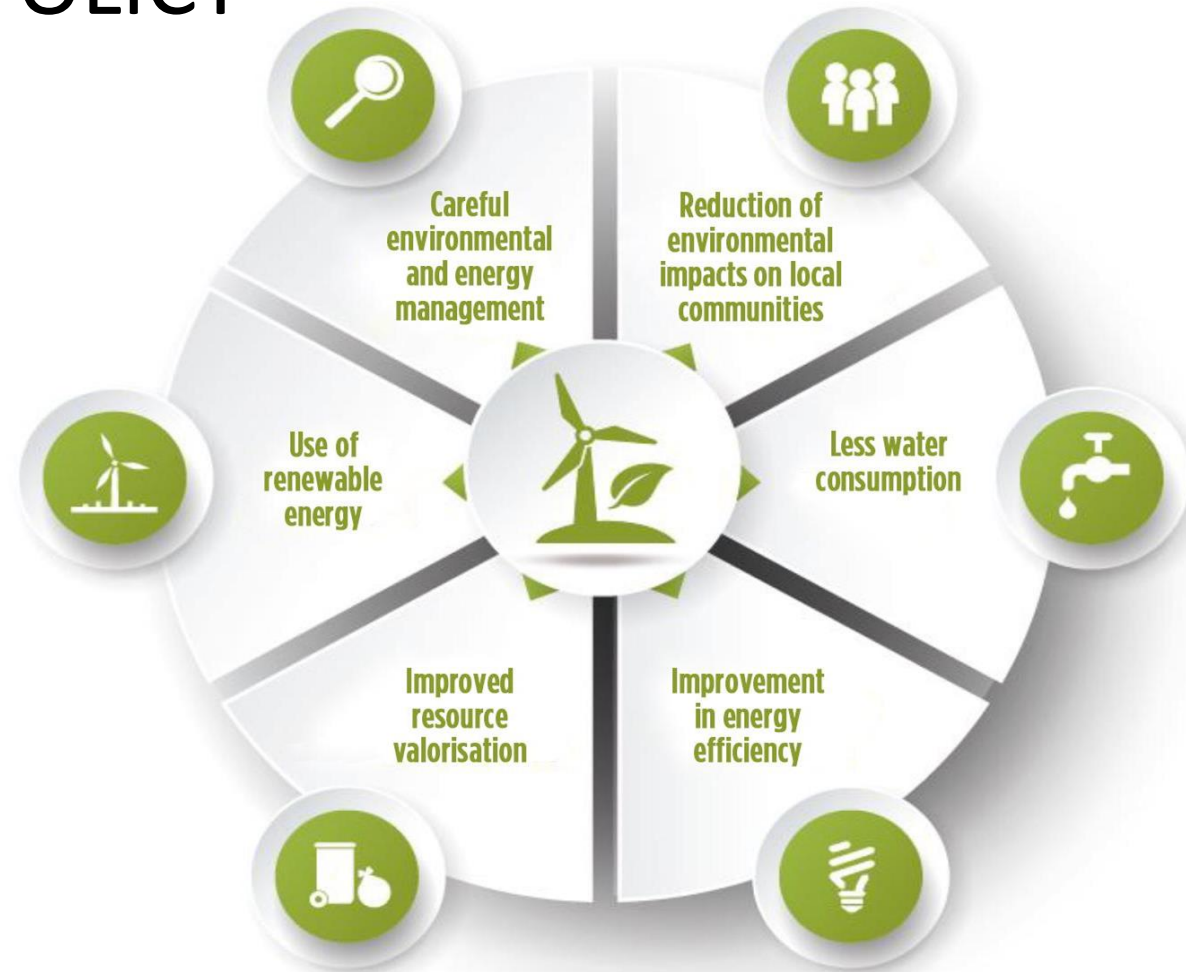 OLICY
Careful
environmental
and energy
management
Reduction of
environmental
impacts on local
communities
Use of
renewable
energy
Less water
consumption
Improved
resource
valorisation
Improvement
in energy
efficiency